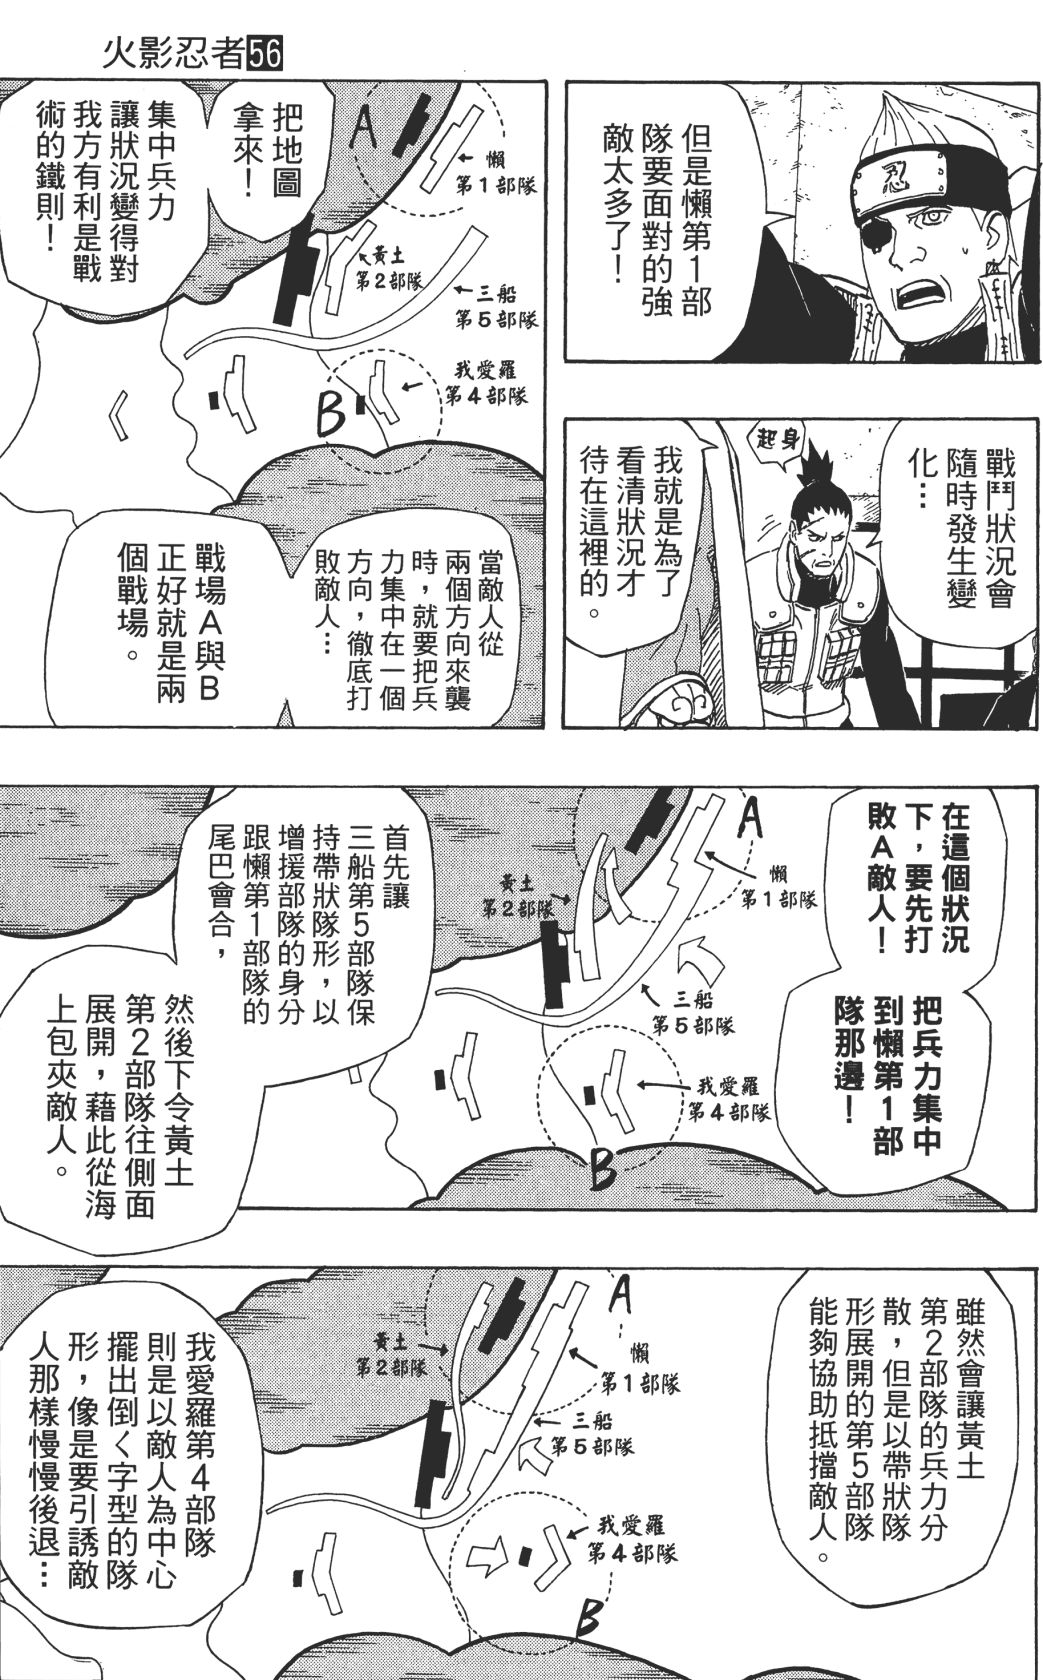 火影忍者56
但是懶第1部
隊要面對的強
敵太多了！
戰鬥狀況會
隨時發生變
化…
起身
我就是為了
看清狀況才
待在這裡的。
把地圖
拿來！
集中兵力
讓狀況變得對
我方有利是戰
術的鐵則！
A
懶
第1部隊
黃土
第2部隊
三船
第5部隊
我愛羅
第4部隊
B
當敵人從
兩個方向來襲
時，就要把兵
力集中在一個
方向，徹底打
敗敵人…
戰場A與B
正好就是兩
個戰場。
在這個狀況
下，要先打
敗A敵人！
把兵力集中
到懶第1部
隊那邊！
A
懶
第1部隊
黃土
第2部隊
三船
第5部隊
我愛羅
第4部隊
B
首先讓
三船第5部隊保
持帶狀隊形，以
增援部隊的身分
跟懶第1部隊的
尾巴會合，
然後下令黃土
第2部隊往側面
展開，藉此從海
上包夾敵人。
雖然會讓黃土
第2部隊的兵力分
散，但是以帶狀隊
形展開的第5部隊
能夠協助抵擋敵人。
A
黃土
第2部隊
懶
第1部隊
三船
第5部隊
我愛羅
第4部隊
B
我愛羅第4部隊
則是以敵人為中心
擺出倒く字型的隊
形，像是要引誘敵
人那樣慢慢後退…